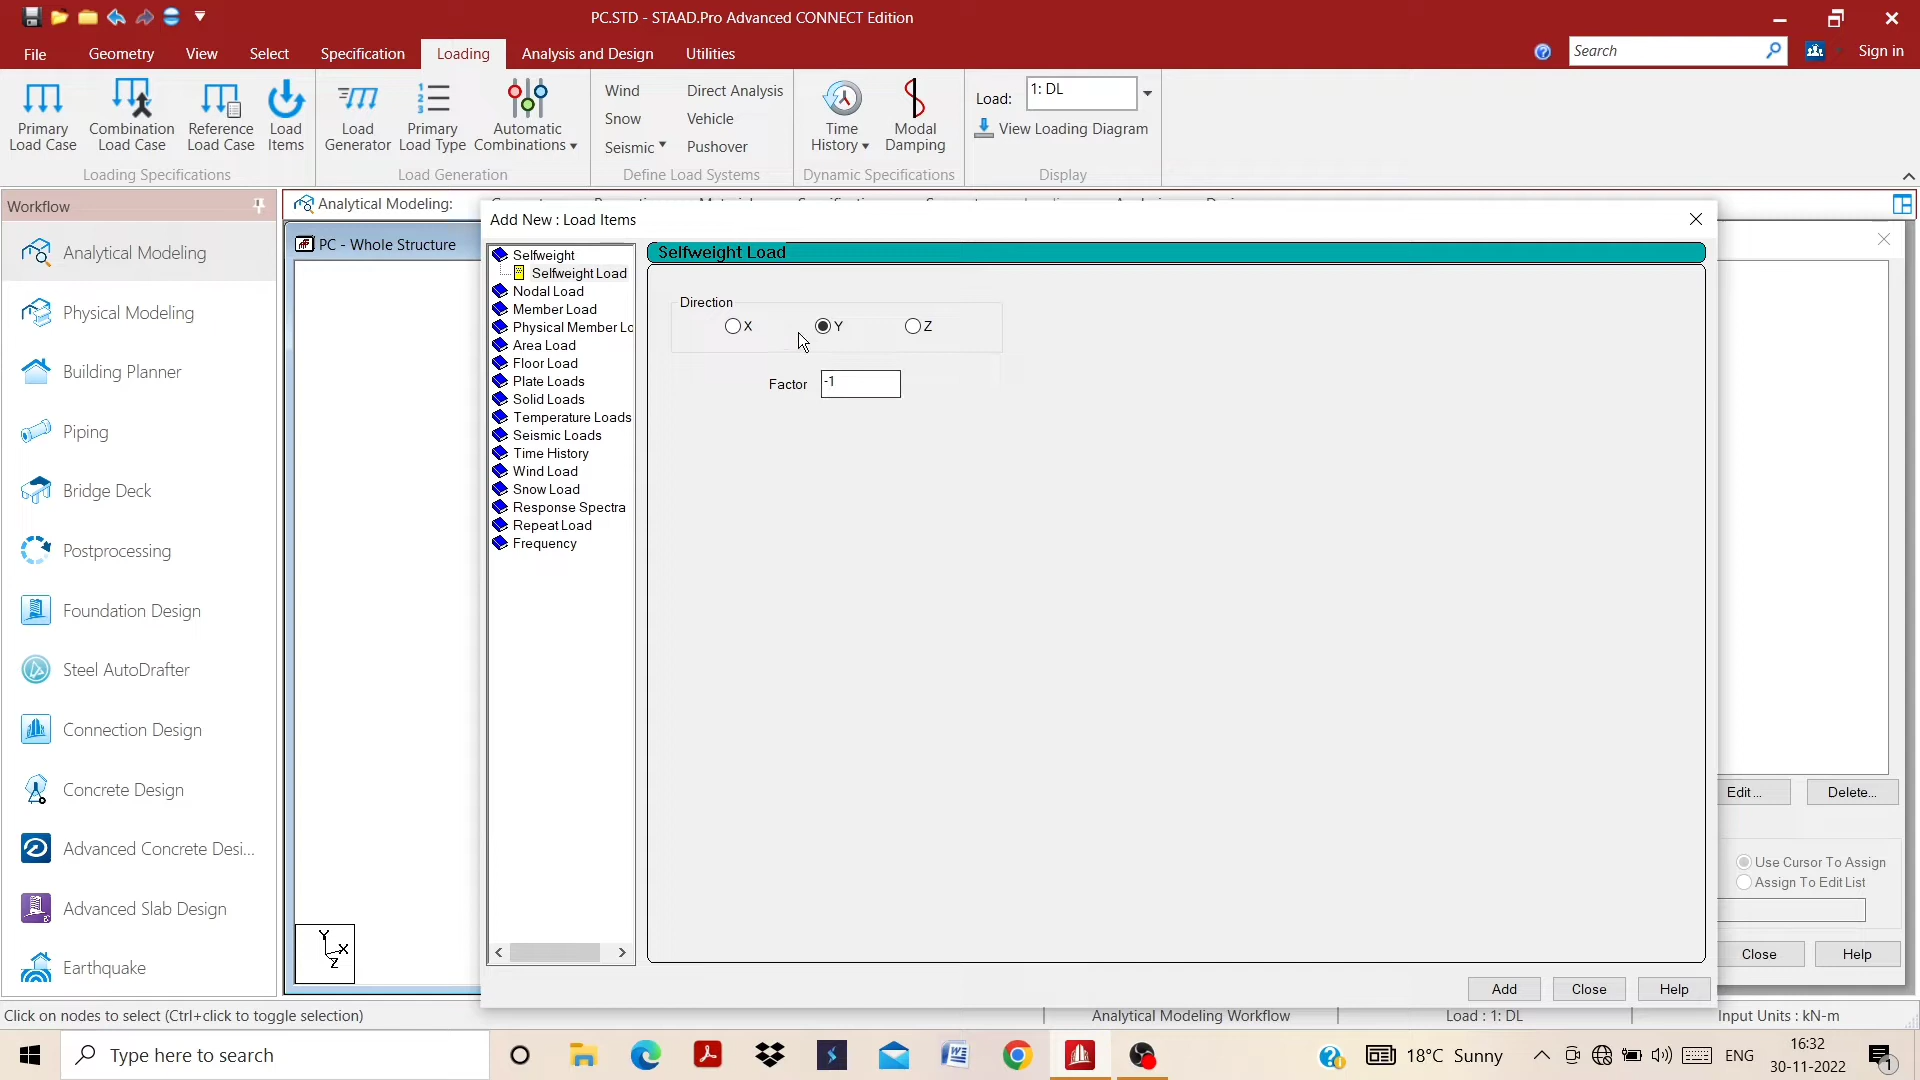 PC.STD - STAAD.Pro Advanced CONNECT Edition
File Geometry View Select Specification Loading Analysis and Design Utilities
Search
Sign in
Primary Load Case
Combination Load Case
Reference Load Case
Load Items
Loading Specifications
Load Generator
Primary Load Type
Automatic Combinations
Load Generation
Wind
Snow
Seismic
Direct Analysis
Vehicle
Pushover
Define Load Systems
Time History
Modal Damping
Dynamic Specifications
Load: 1: DL
View Loading Diagram
Display
Workflow
Analytical Modeling
Physical Modeling
Building Planner
Piping
Bridge Deck
Postprocessing
Foundation Design
Steel AutoDrafter
Connection Design
Concrete Design
Advanced Concrete Desi...
Advanced Slab Design
Earthquake
Analytical Modeling:
PC - Whole Structure
Y
X
Z
Add New : Load Items
Selfweight
Selfweight Load
Nodal Load
Member Load
Physical Member Lo
Area Load
Floor Load
Plate Loads
Solid Loads
Temperature Loads
Seismic Loads
Time History
Wind Load
Snow Load
Response Spectra
Repeat Load
Frequency
Selfweight Load
Direction
X Y Z
Factor -1
Add Close Help
Edit... Delete...
Use Cursor To Assign
Assign To Edit List
Close Help
Click on nodes to select (Ctrl+click to toggle selection)
Analytical Modeling Workflow
Load : 1: DL
Input Units : kN-m
Type here to search
18°C Sunny
ENG
16:32
30-11-2022
1